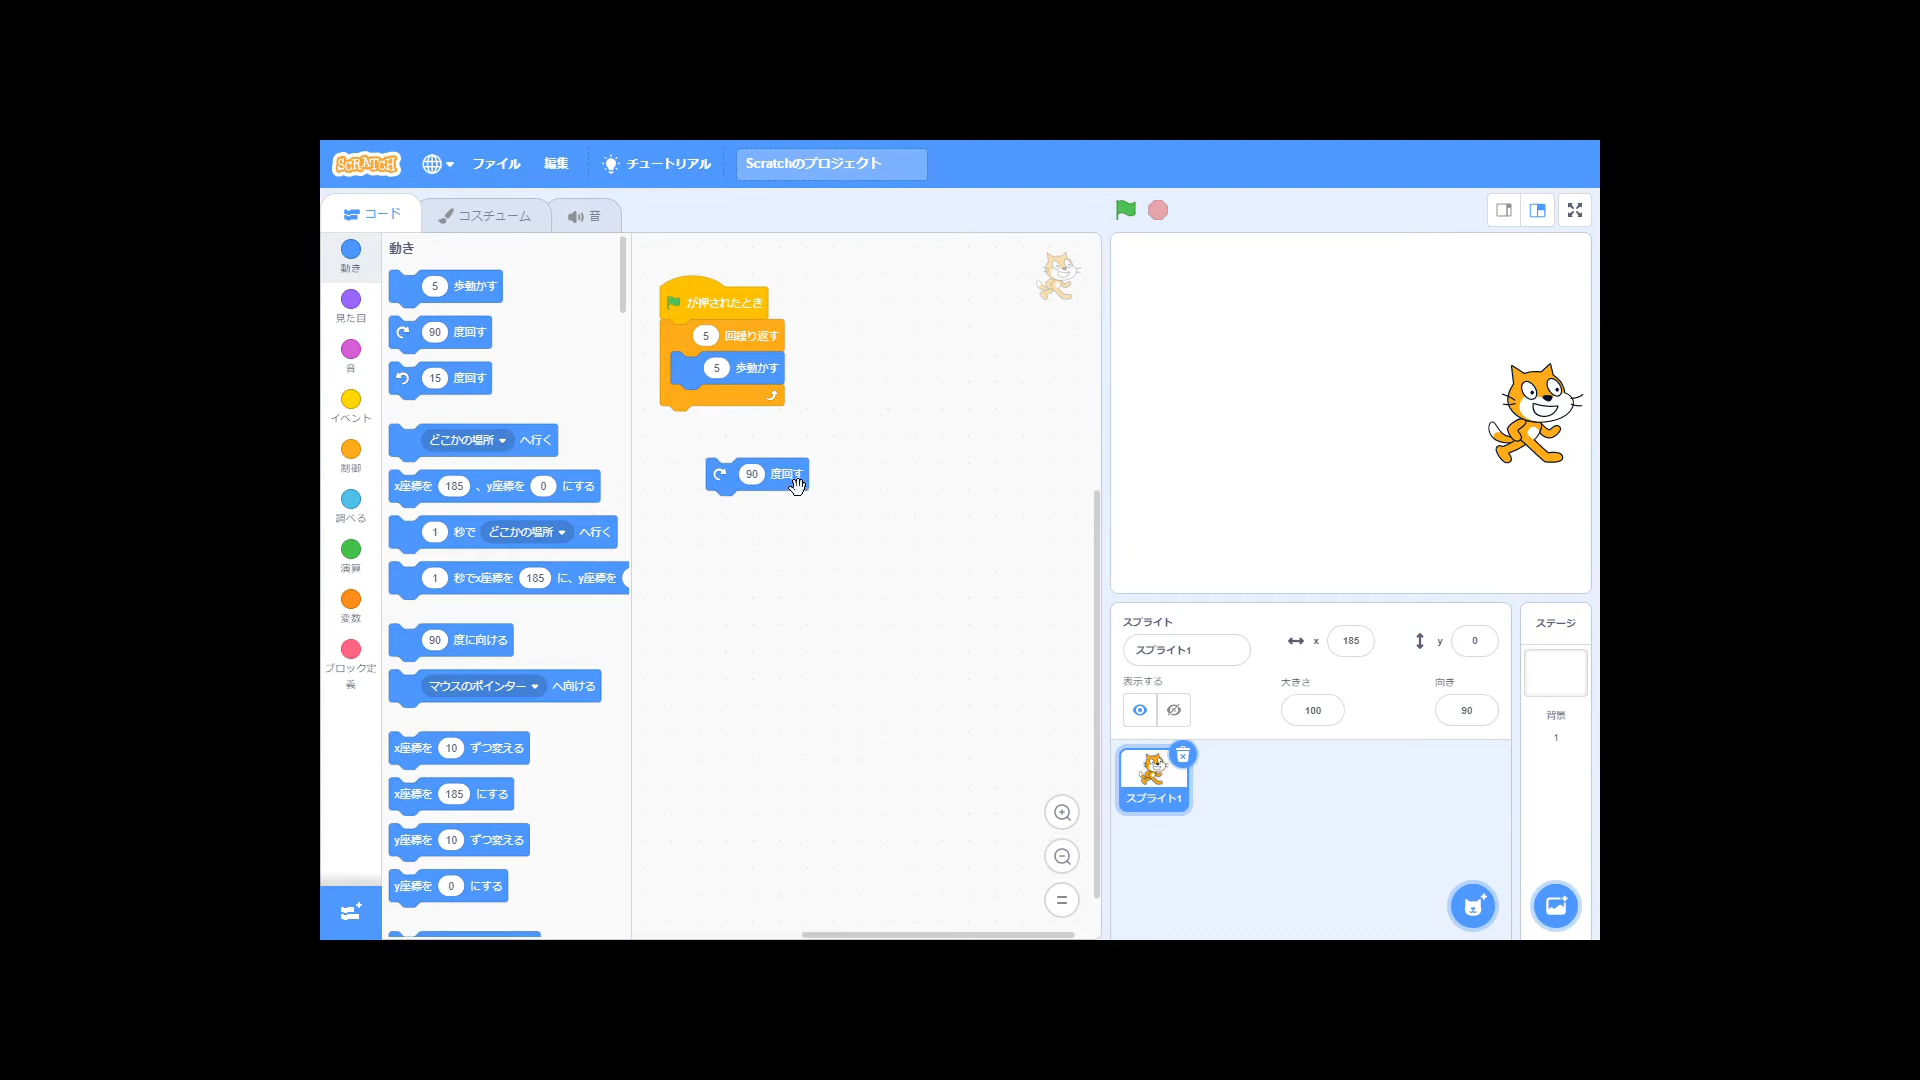 SCRATCH
ファイル
編集
チュートリアル
Scratchのプロジェクト
コード
コスチューム
音
動き
見た目
音
イベント
制御
調べる
演算
変数
ブロック定
義
動き
5 歩動かす
90 度回す
15 度回す
どこかの場所 へ行く
x座標を 185 、y座標を 0 にする
1 秒で どこかの場所 へ行く
1 秒でx座標を 185 に、y座標を
90 度に向ける
マウスのポインター へ向ける
x座標を 10 ずつ変える
x座標を 185 にする
y座標を 10 ずつ変える
y座標を 0 にする
が押されたとき
5 回繰り返す
5 歩動かす
90 度回す
スプライト
スプライト1
x 185
y 0
表示する
大きさ
100
向き
90
スプライト1
ステージ
背景
1